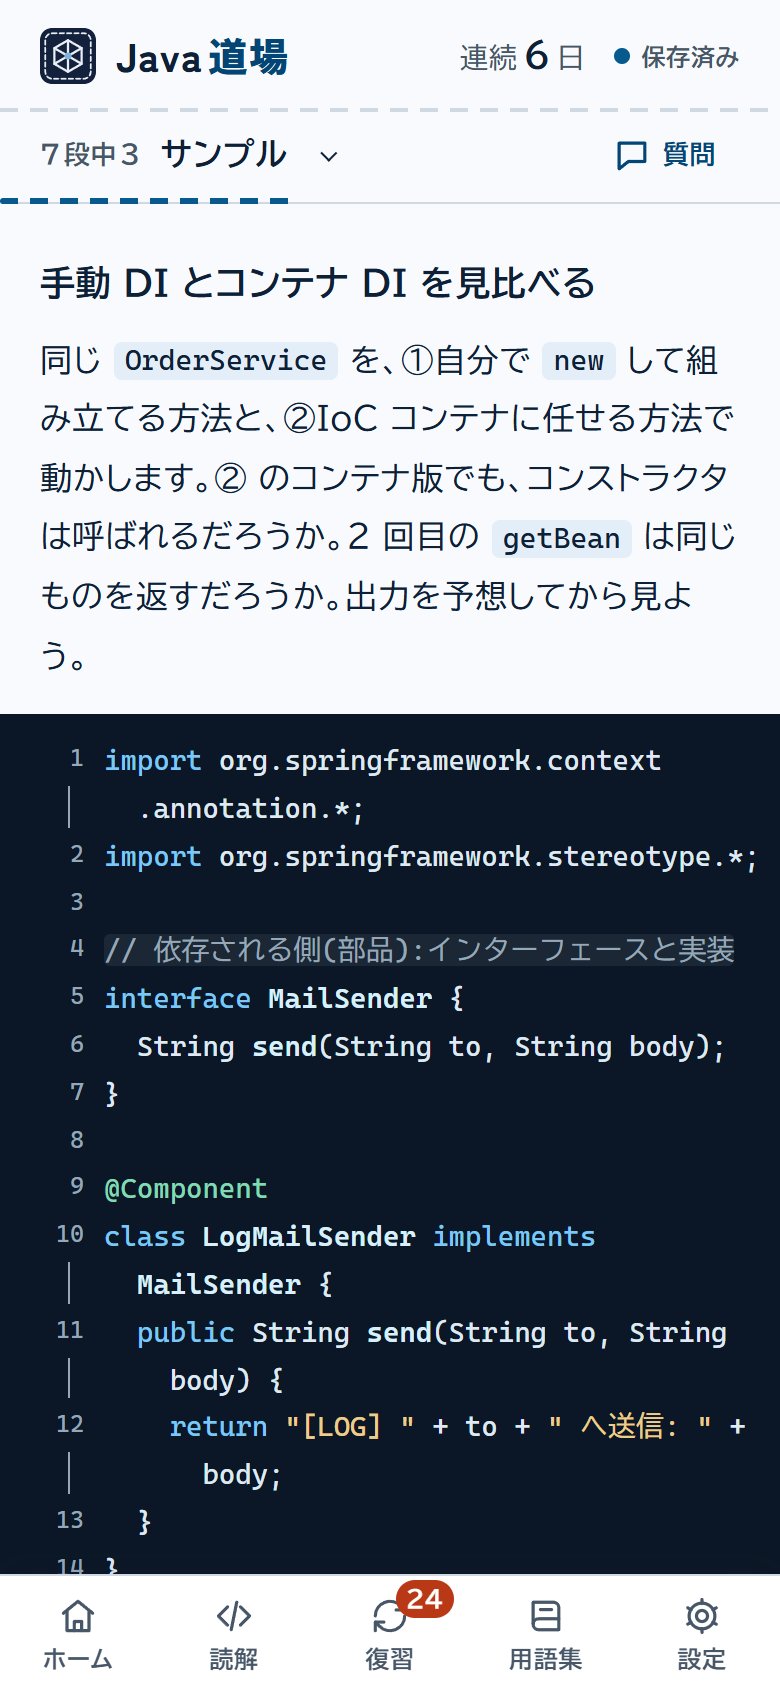 Java道場
連続 6 日
保存済み
7段中3 サンプル
質問
手動 DI とコンテナ DI を見比べる
同じ OrderService を、①自分で new して組
み立てる方法と、②IoC コンテナに任せる方法で
動かします。② のコンテナ版でも、コンストラクタ
は呼ばれるだろうか。2 回目の getBean は同じ
ものを返すだろうか。出力を予想してから見よ
う。
1 import org.springframework.context
.annotation.*;
2 import org.springframework.stereotype.*;
3
4 // 依存される側(部品):インターフェースと実装
5 interface MailSender {
6 String send(String to, String body);
7 }
8
9 @Component
10 class LogMailSender implements
MailSender {
11 public String send(String to, String
body) {
12 return "[LOG] " + to + " へ送信: " +
body;
13 }
14 }
24
ホーム
読解
復習
用語集
設定